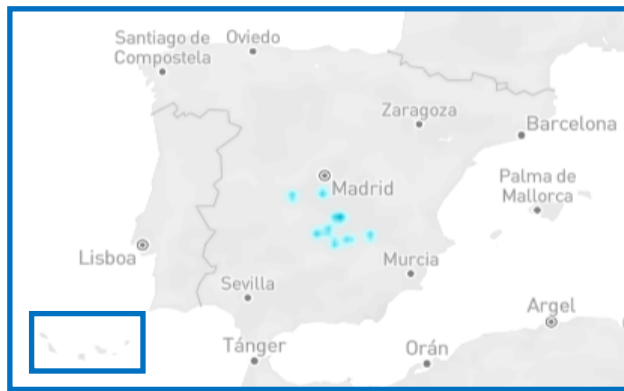 Santiago de
Compostela
Oviedo
Zaragoza
Barcelona
Madrid
Palma de
Mallorca
Lisboa
Murcia
Sevilla
Argel
Tánger
Orán